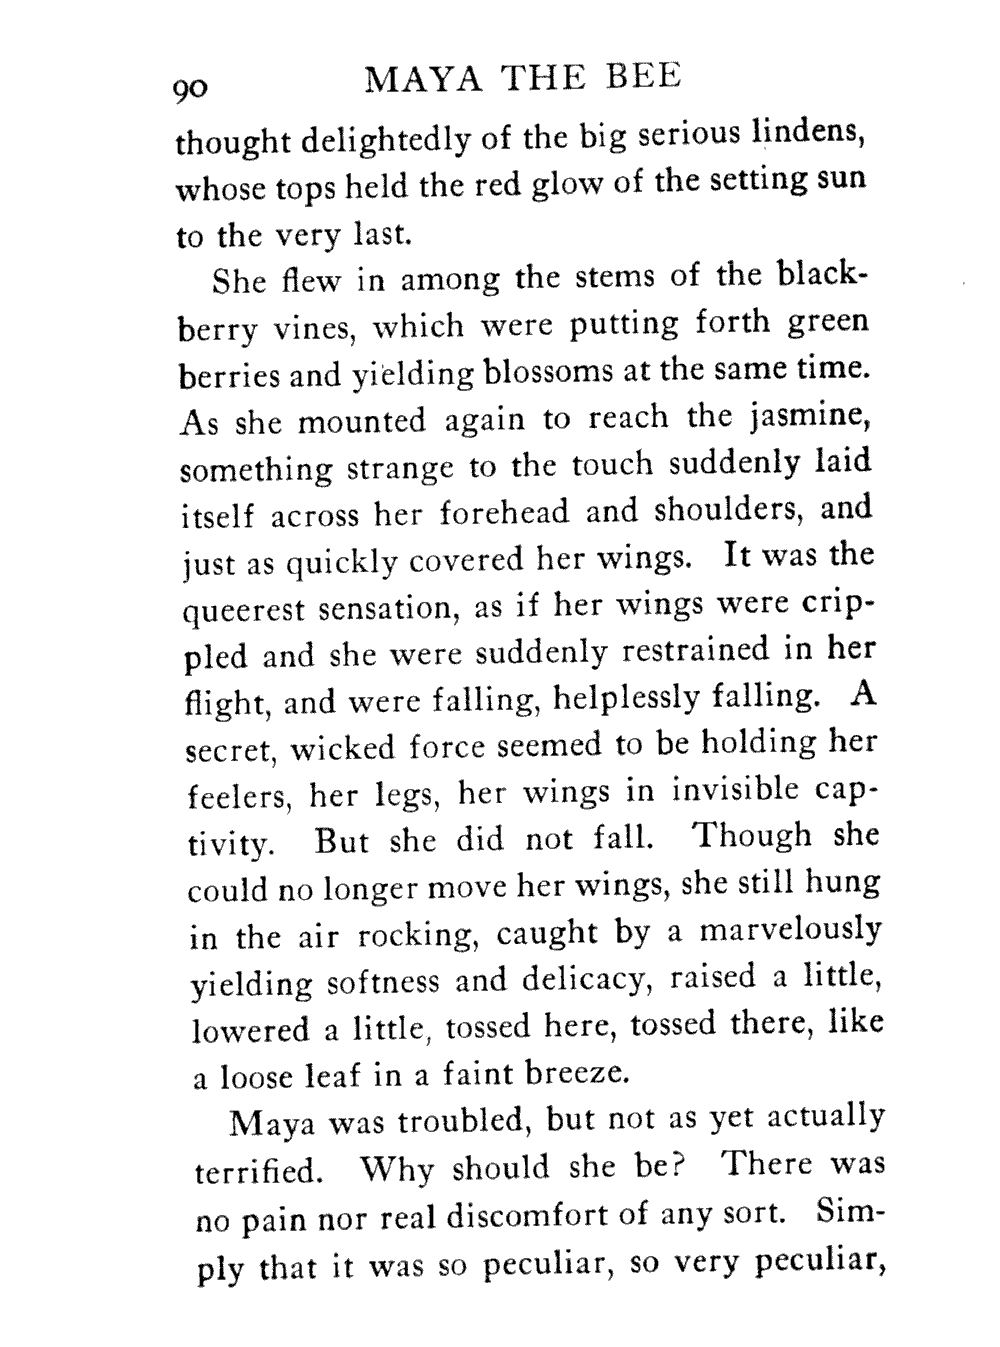 90 MAYA THE BEE
thought delightedly of the big serious lindens,
whose tops held the red glow of the setting sun
to the very last.
She flew in among the stems of the black-
berry vines, which were putting forth green
berries and yielding blossoms at the same time.
As she mounted again to reach the jasmine,
something strange to the touch suddenly laid
itself across her forehead and shoulders, and
just as quickly covered her wings. It was the
queerest sensation, as if her wings were crip-
pled and she were suddenly restrained in her
flight, and were falling, helplessly falling. A
secret, wicked force seemed to be holding her
feelers, her legs, her wings in invisible cap-
tivity. But she did not fall. Though she
could no longer move her wings, she still hung
in the air rocking, caught by a marvelously
yielding softness and delicacy, raised a little,
lowered a little, tossed here, tossed there, like
a loose leaf in a faint breeze.
Maya was troubled, but not as yet actually
terrified. Why should she be? There was
no pain nor real discomfort of any sort. Sim-
ply that it was so peculiar, so very peculiar,